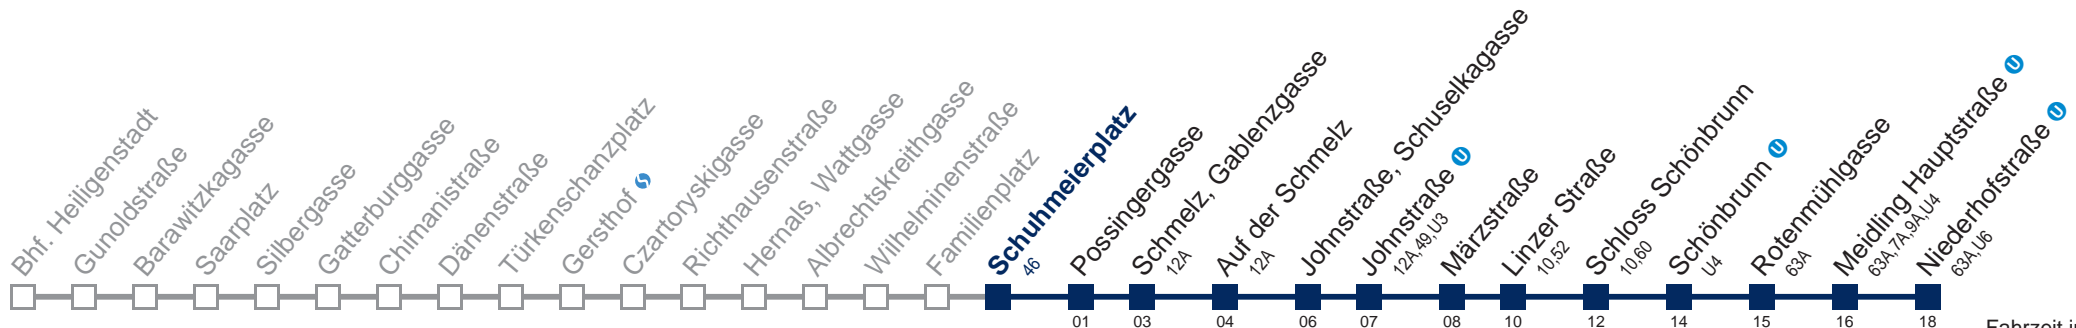 Bhf. Heiligenstadt
Gunoldstraße
Barawitzkagasse
Saarplatz
Silbergasse
Gatterburggasse
Chimanistraße
Dänenstraße
Türkenschanzplatz
Gersthof S
Czartoryskigasse
Richthausenstraße
Hernals, Wattgasse
Albrechtskreithgasse
Wilhelminenstraße
Familienplatz
Schuhmeierplatz
46
Possingergasse
Schmelz, Gablenzgasse
12A
Auf der Schmelz
12A
Johnstraße, Schuselkagasse
Johnstraße U
12A,49,U3
Märzstraße
Linzer Straße
10,52
Schloss Schönbrunn
10,60
Schönbrunn U
U4
Rotenmühlgasse
63A
Meidling Hauptstraße U
63A,7A,9A,U4
Niederhofstraße U
63A,U6
01 03 04 06 07 08 10 12 14 15 16 18
Fahrzeit